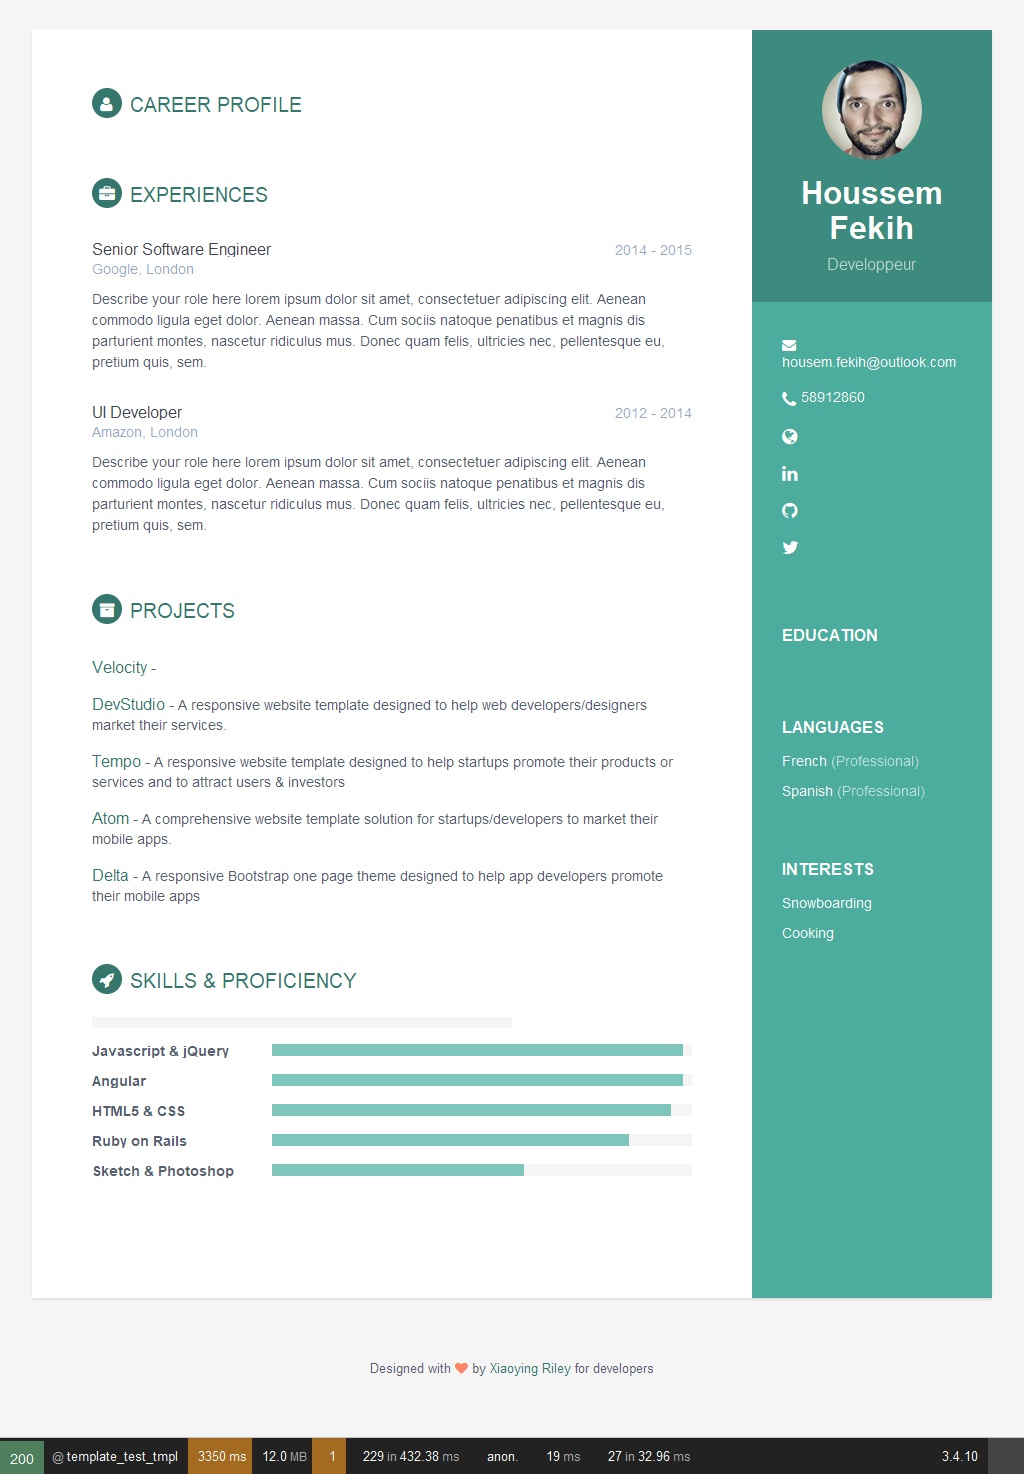 CAREER PROFILE
EXPERIENCES
Senior Software Engineer
2014 - 2015
Google, London
Describe your role here lorem ipsum dolor sit amet, consectetuer adipiscing elit. Aenean
commodo ligula eget dolor. Aenean massa. Cum sociis natoque penatibus et magnis dis
parturient montes, nascetur ridiculus mus. Donec quam felis, ultricies nec, pellentesque eu,
pretium quis, sem.
UI Developer
2012 - 2014
Amazon, London
Describe your role here lorem ipsum dolor sit amet, consectetuer adipiscing elit. Aenean
commodo ligula eget dolor. Aenean massa. Cum sociis natoque penatibus et magnis dis
parturient montes, nascetur ridiculus mus. Donec quam felis, ultricies nec, pellentesque eu,
pretium quis, sem.
PROJECTS
Velocity -
DevStudio - A responsive website template designed to help web developers/designers
market their services.
Tempo - A responsive website template designed to help startups promote their products or
services and to attract users & investors
Atom - A comprehensive website template solution for startups/developers to market their
mobile apps.
Delta - A responsive Bootstrap one page theme designed to help app developers promote
their mobile apps
SKILLS & PROFICIENCY
Javascript & jQuery
Angular
HTML5 & CSS
Ruby on Rails
Sketch & Photoshop
Houssem
Fekih
Developpeur
housem.fekih@outlook.com
58912860
EDUCATION
LANGUAGES
French (Professional)
Spanish (Professional)
INTERESTS
Snowboarding
Cooking
Designed with by Xiaoying Riley for developers
200 @ template_test_tmpl 3350 ms 12.0 MB 1 229 in 432.38 ms anon. 19 ms 27 in 32.96 ms 3.4.10